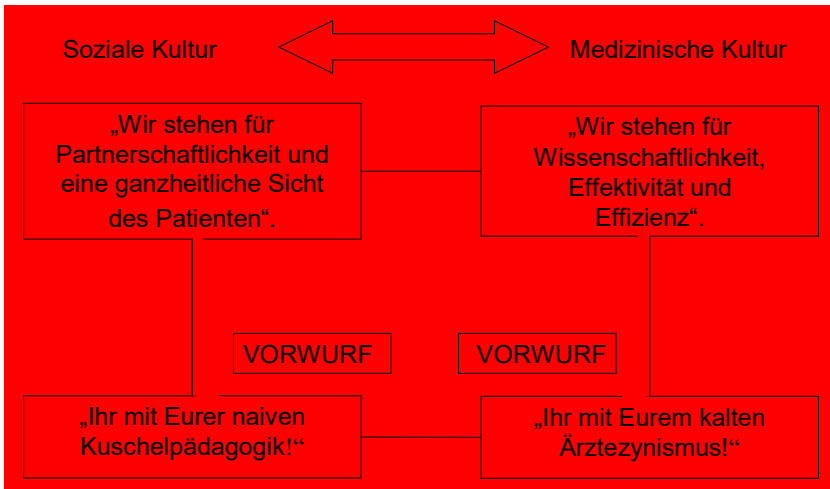 Soziale Kultur
Medizinische Kultur
„Wir stehen für
Partnerschaftlichkeit und
eine ganzheitliche Sicht
des Patienten“.
„Wir stehen für
Wissenschaftlichkeit,
Effektivität und
Effizienz“.
VORWURF
VORWURF
„Ihr mit Eurer naiven
Kuschelpädagogik!“
„Ihr mit Eurem kalten
Ärztezynismus!“